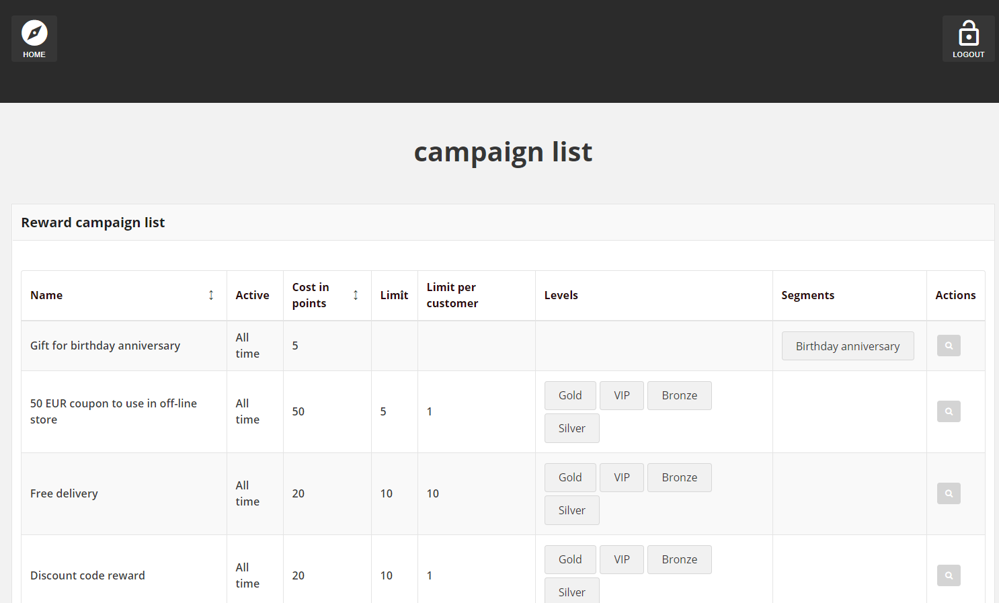 HOME
LOGOUT
campaign list
Reward campaign list
Name
Active
Cost in
points
Limit
Limit per
customer
Levels
Segments
Actions
Gift for birthday anniversary
All
time
5
Birthday anniversary
50 EUR coupon to use in off-line
store
All
time
50
5
1
Gold VIP Bronze
Silver
Free delivery
All
time
20
10
10
Gold VIP Bronze
Silver
Discount code reward
All
time
20
10
1
Gold VIP Bronze
Silver